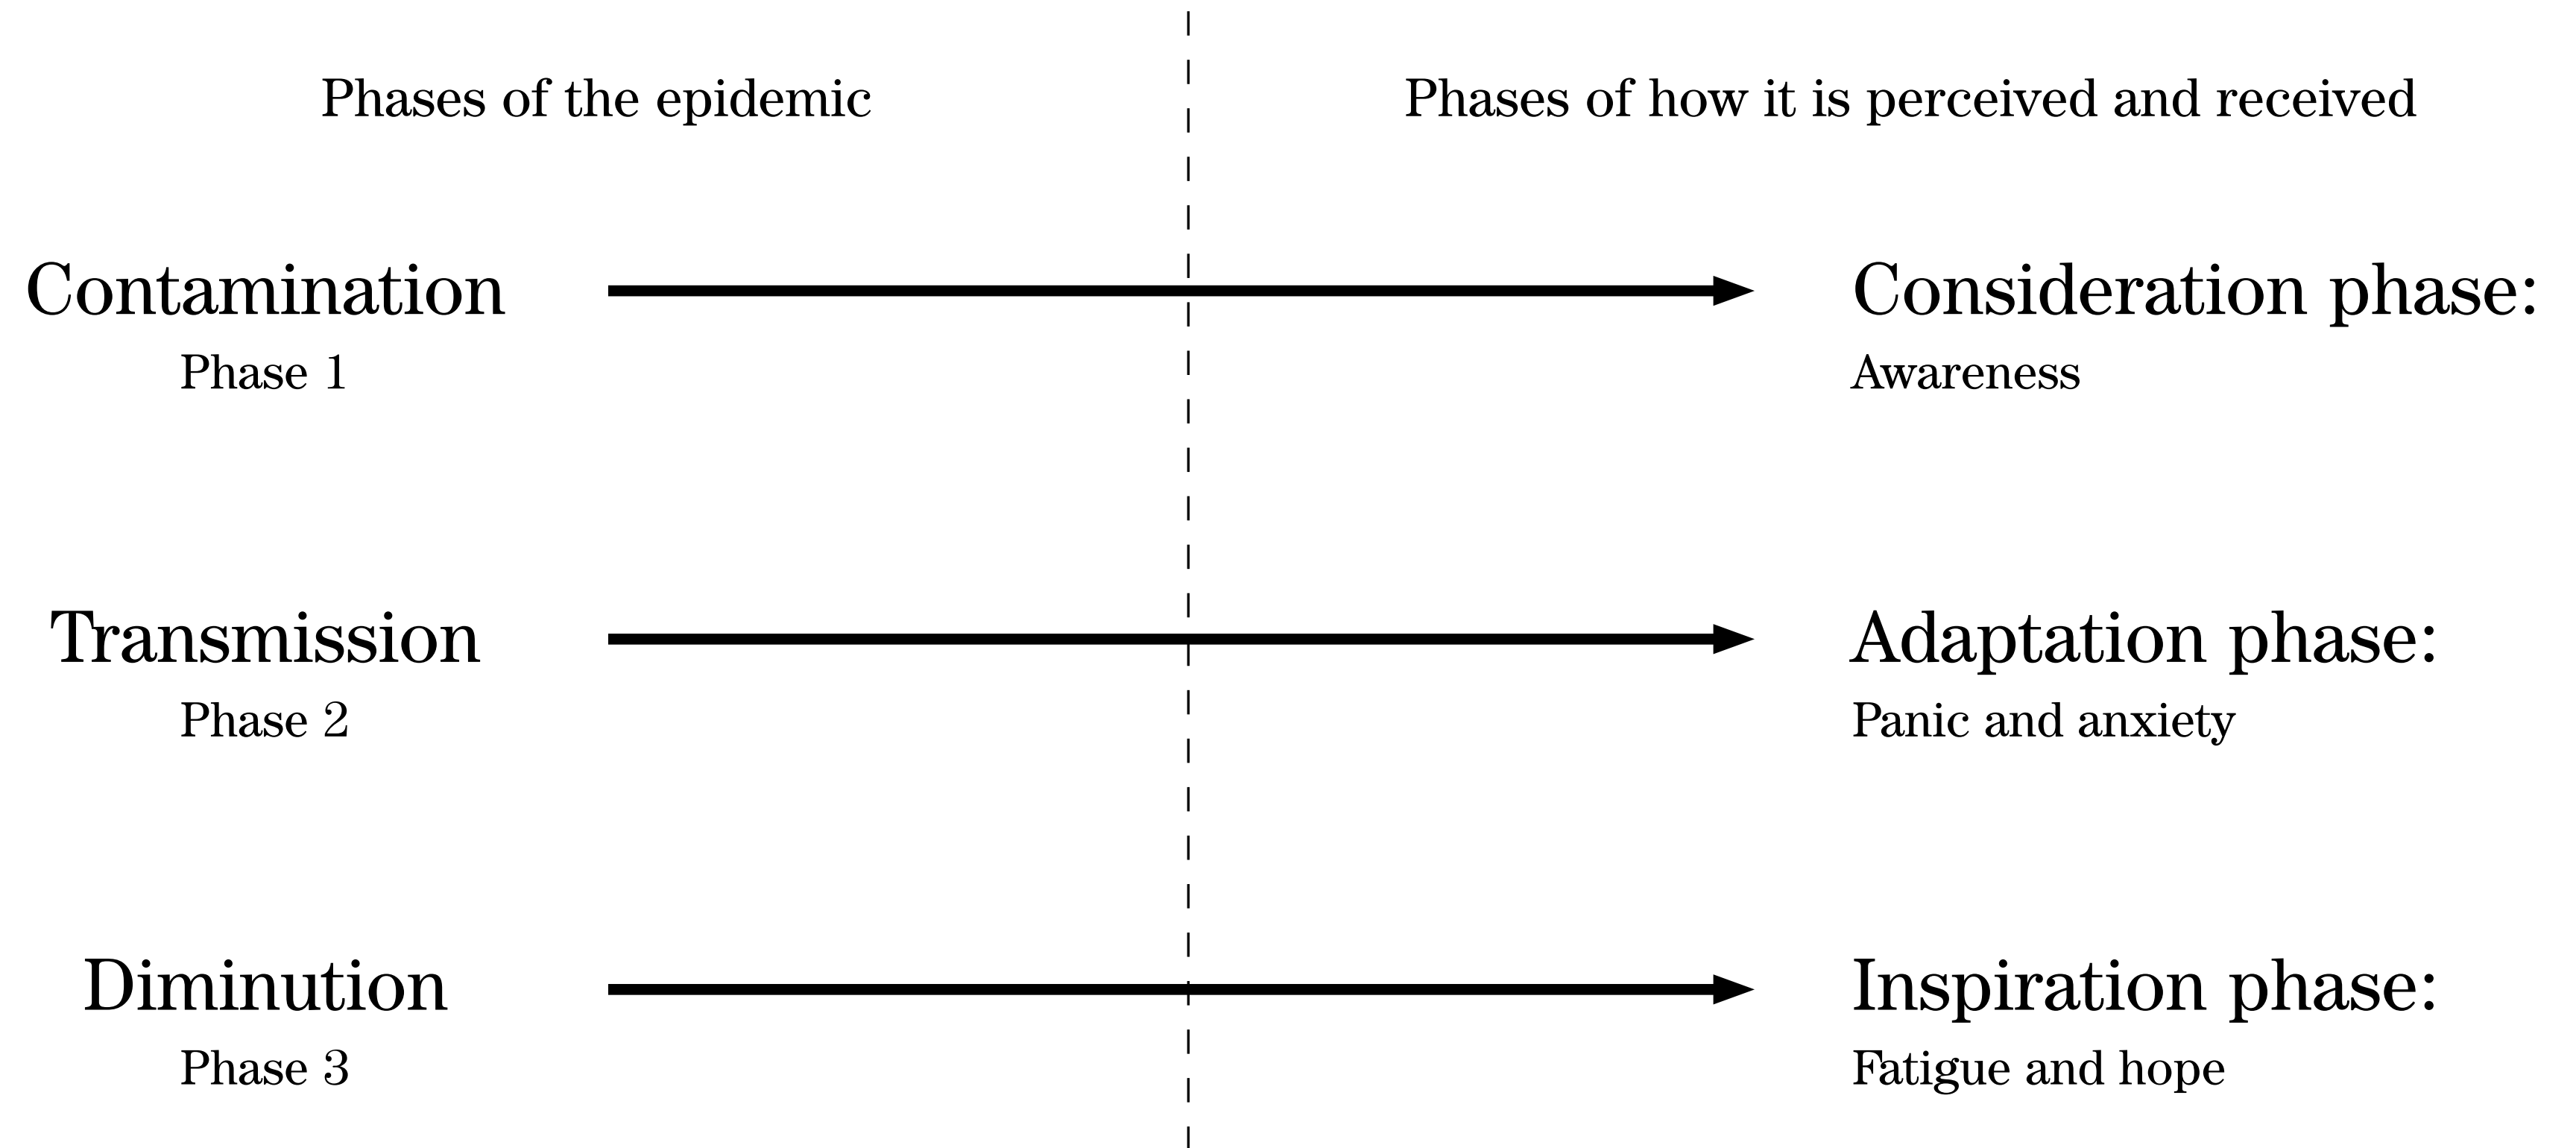 Phases of the epidemic
Phases of how it is perceived and received
Contamination
Phase 1
Consideration phase:
Awareness
Transmission
Phase 2
Adaptation phase:
Panic and anxiety
Diminution
Phase 3
Inspiration phase:
Fatigue and hope